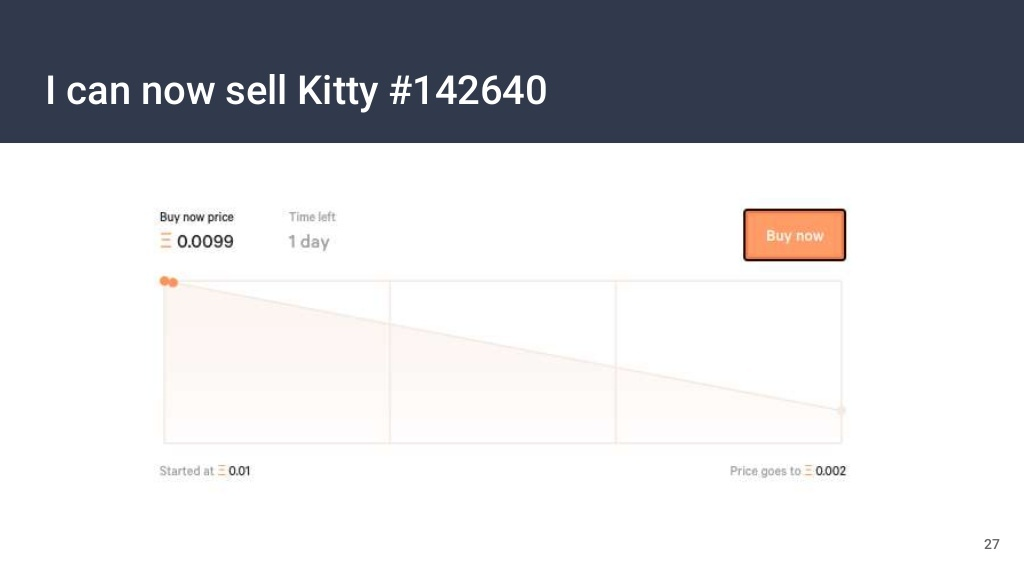 I can now sell Kitty #142640
Buy now price
Time left
Ξ 0.0099
1 day
Buy now
Started at Ξ 0.01
Price goes to Ξ 0.002
27